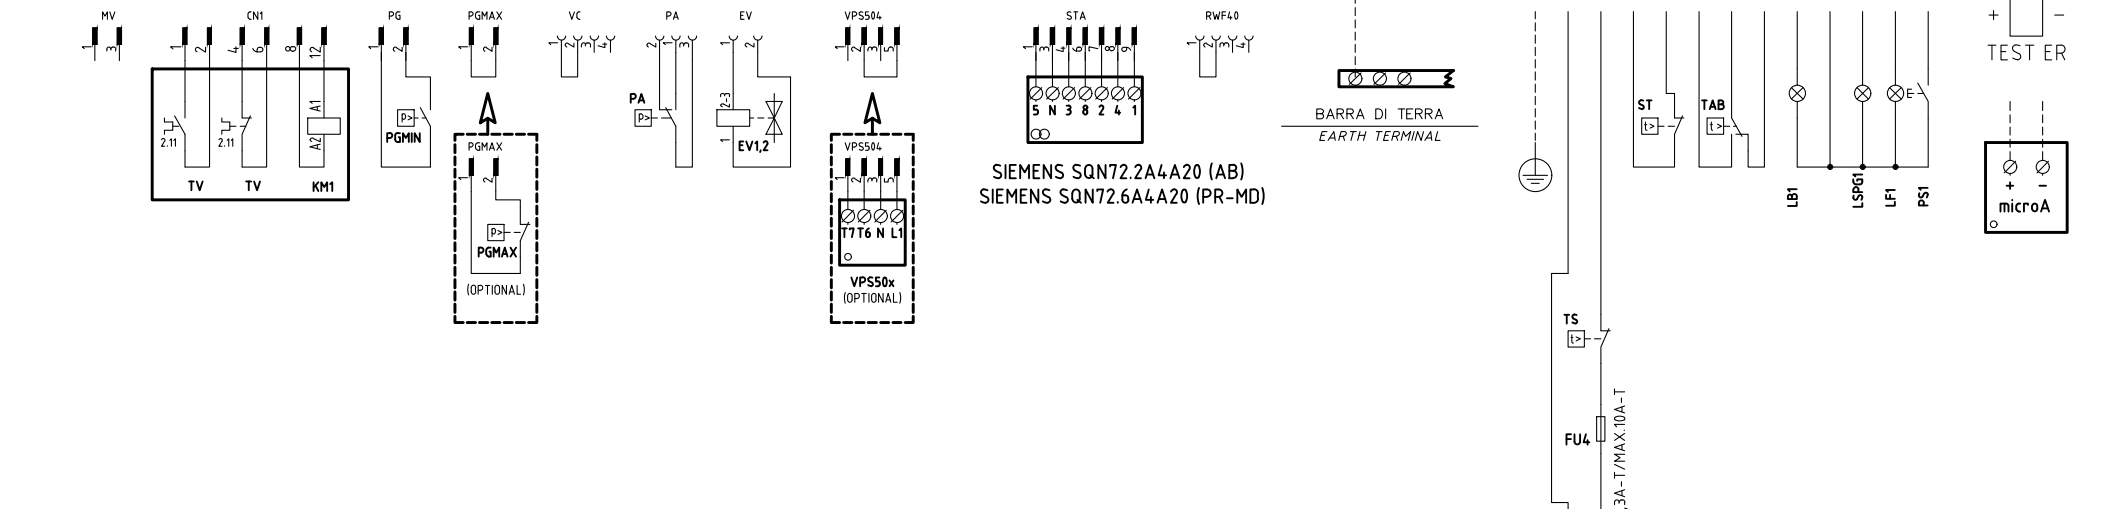 MV CN1 PG PGMAX VC PA EV VPS504 STA RWF40
1 3 1 2 4 6 8 12 1 2 1 2 1 2 3 4 2 1 3 1 2 1 2 3 5 1 3 4 6 7 8 9 1 2 3 4
+ -
TEST ER
2.11 2.11 A1 A2
TV TV KM1
P>
PGMIN
PGMAX
1 2
P>
PGMAX
(OPTIONAL)
PA
P>
2-3
1
EV1,2
VPS504
1 2 3 5
T7 T6 N L1
VPS50x
(OPTIONAL)
5 N 3 8 2 4 1
SIEMENS SQN72.2A4A20 (AB)
SIEMENS SQN72.6A4A20 (PR-MD)
BARRA DI TERRA
EARTH TERMINAL
ST
t>
TAB
t>
E
LB1
LSPG1
LF1
PS1
+ -
microA
TS
t>
FU4
3A-T/MAX.10A-T